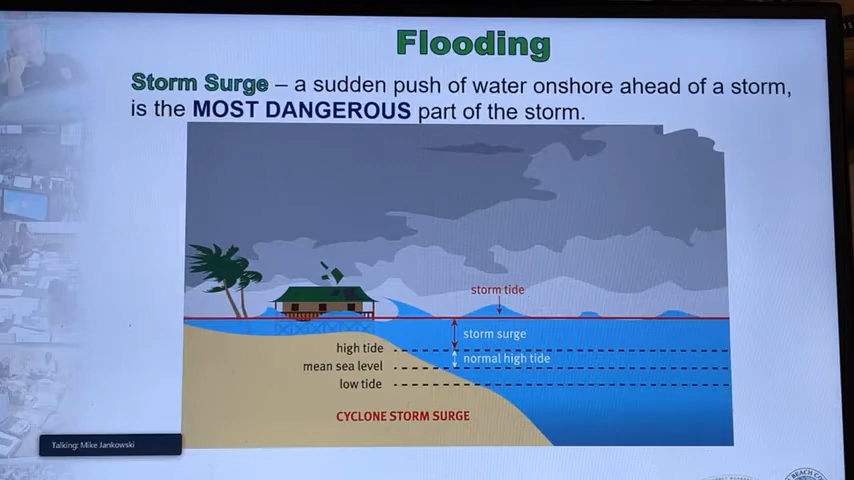 Flooding
Storm Surge – a sudden push of water onshore ahead of a storm,
is the MOST DANGEROUS part of the storm.
storm tide
storm surge
high tide
normal high tide
mean sea level
low tide
CYCLONE STORM SURGE
Talking: Mike Jankowski
BEACH CO